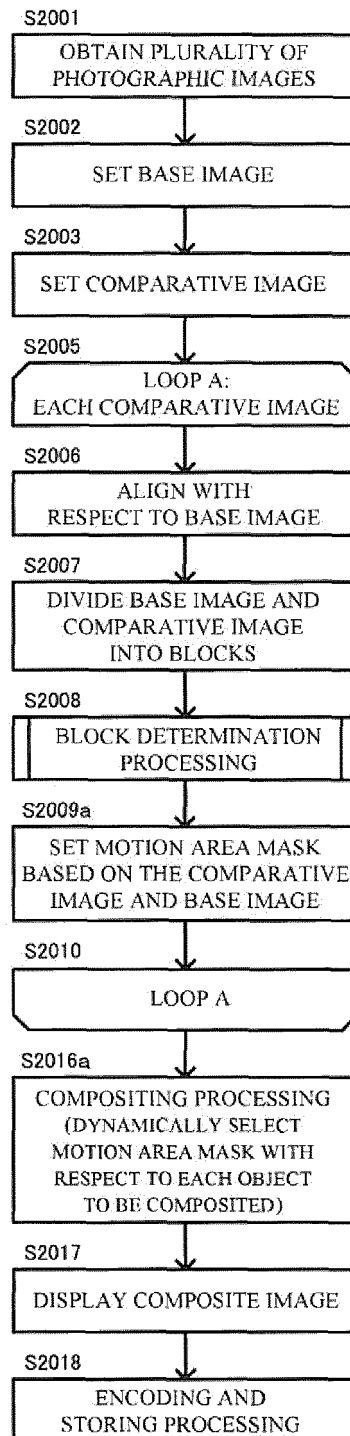 S2001
OBTAIN PLURALITY OF
PHOTOGRAPHIC IMAGES
S2002
SET BASE IMAGE
S2003
SET COMPARATIVE IMAGE
S2005
LOOP A:
EACH COMPARATIVE IMAGE
S2006
ALIGN WITH
RESPECT TO BASE IMAGE
S2007
DIVIDE BASE IMAGE AND
COMPARATIVE IMAGE
INTO BLOCKS
S2008
BLOCK DETERMINATION
PROCESSING
S2009a
SET MOTION AREA MASK
BASED ON THE COMPARATIVE
IMAGE AND BASE IMAGE
S2010
LOOP A
S2016a
COMPOSITING PROCESSING
(DYNAMICALLY SELECT
MOTION AREA MASK WITH
RESPECT TO EACH OBJECT
TO BE COMPOSITED)
S2017
DISPLAY COMPOSITE IMAGE
S2018
ENCODING AND
STORING PROCESSING